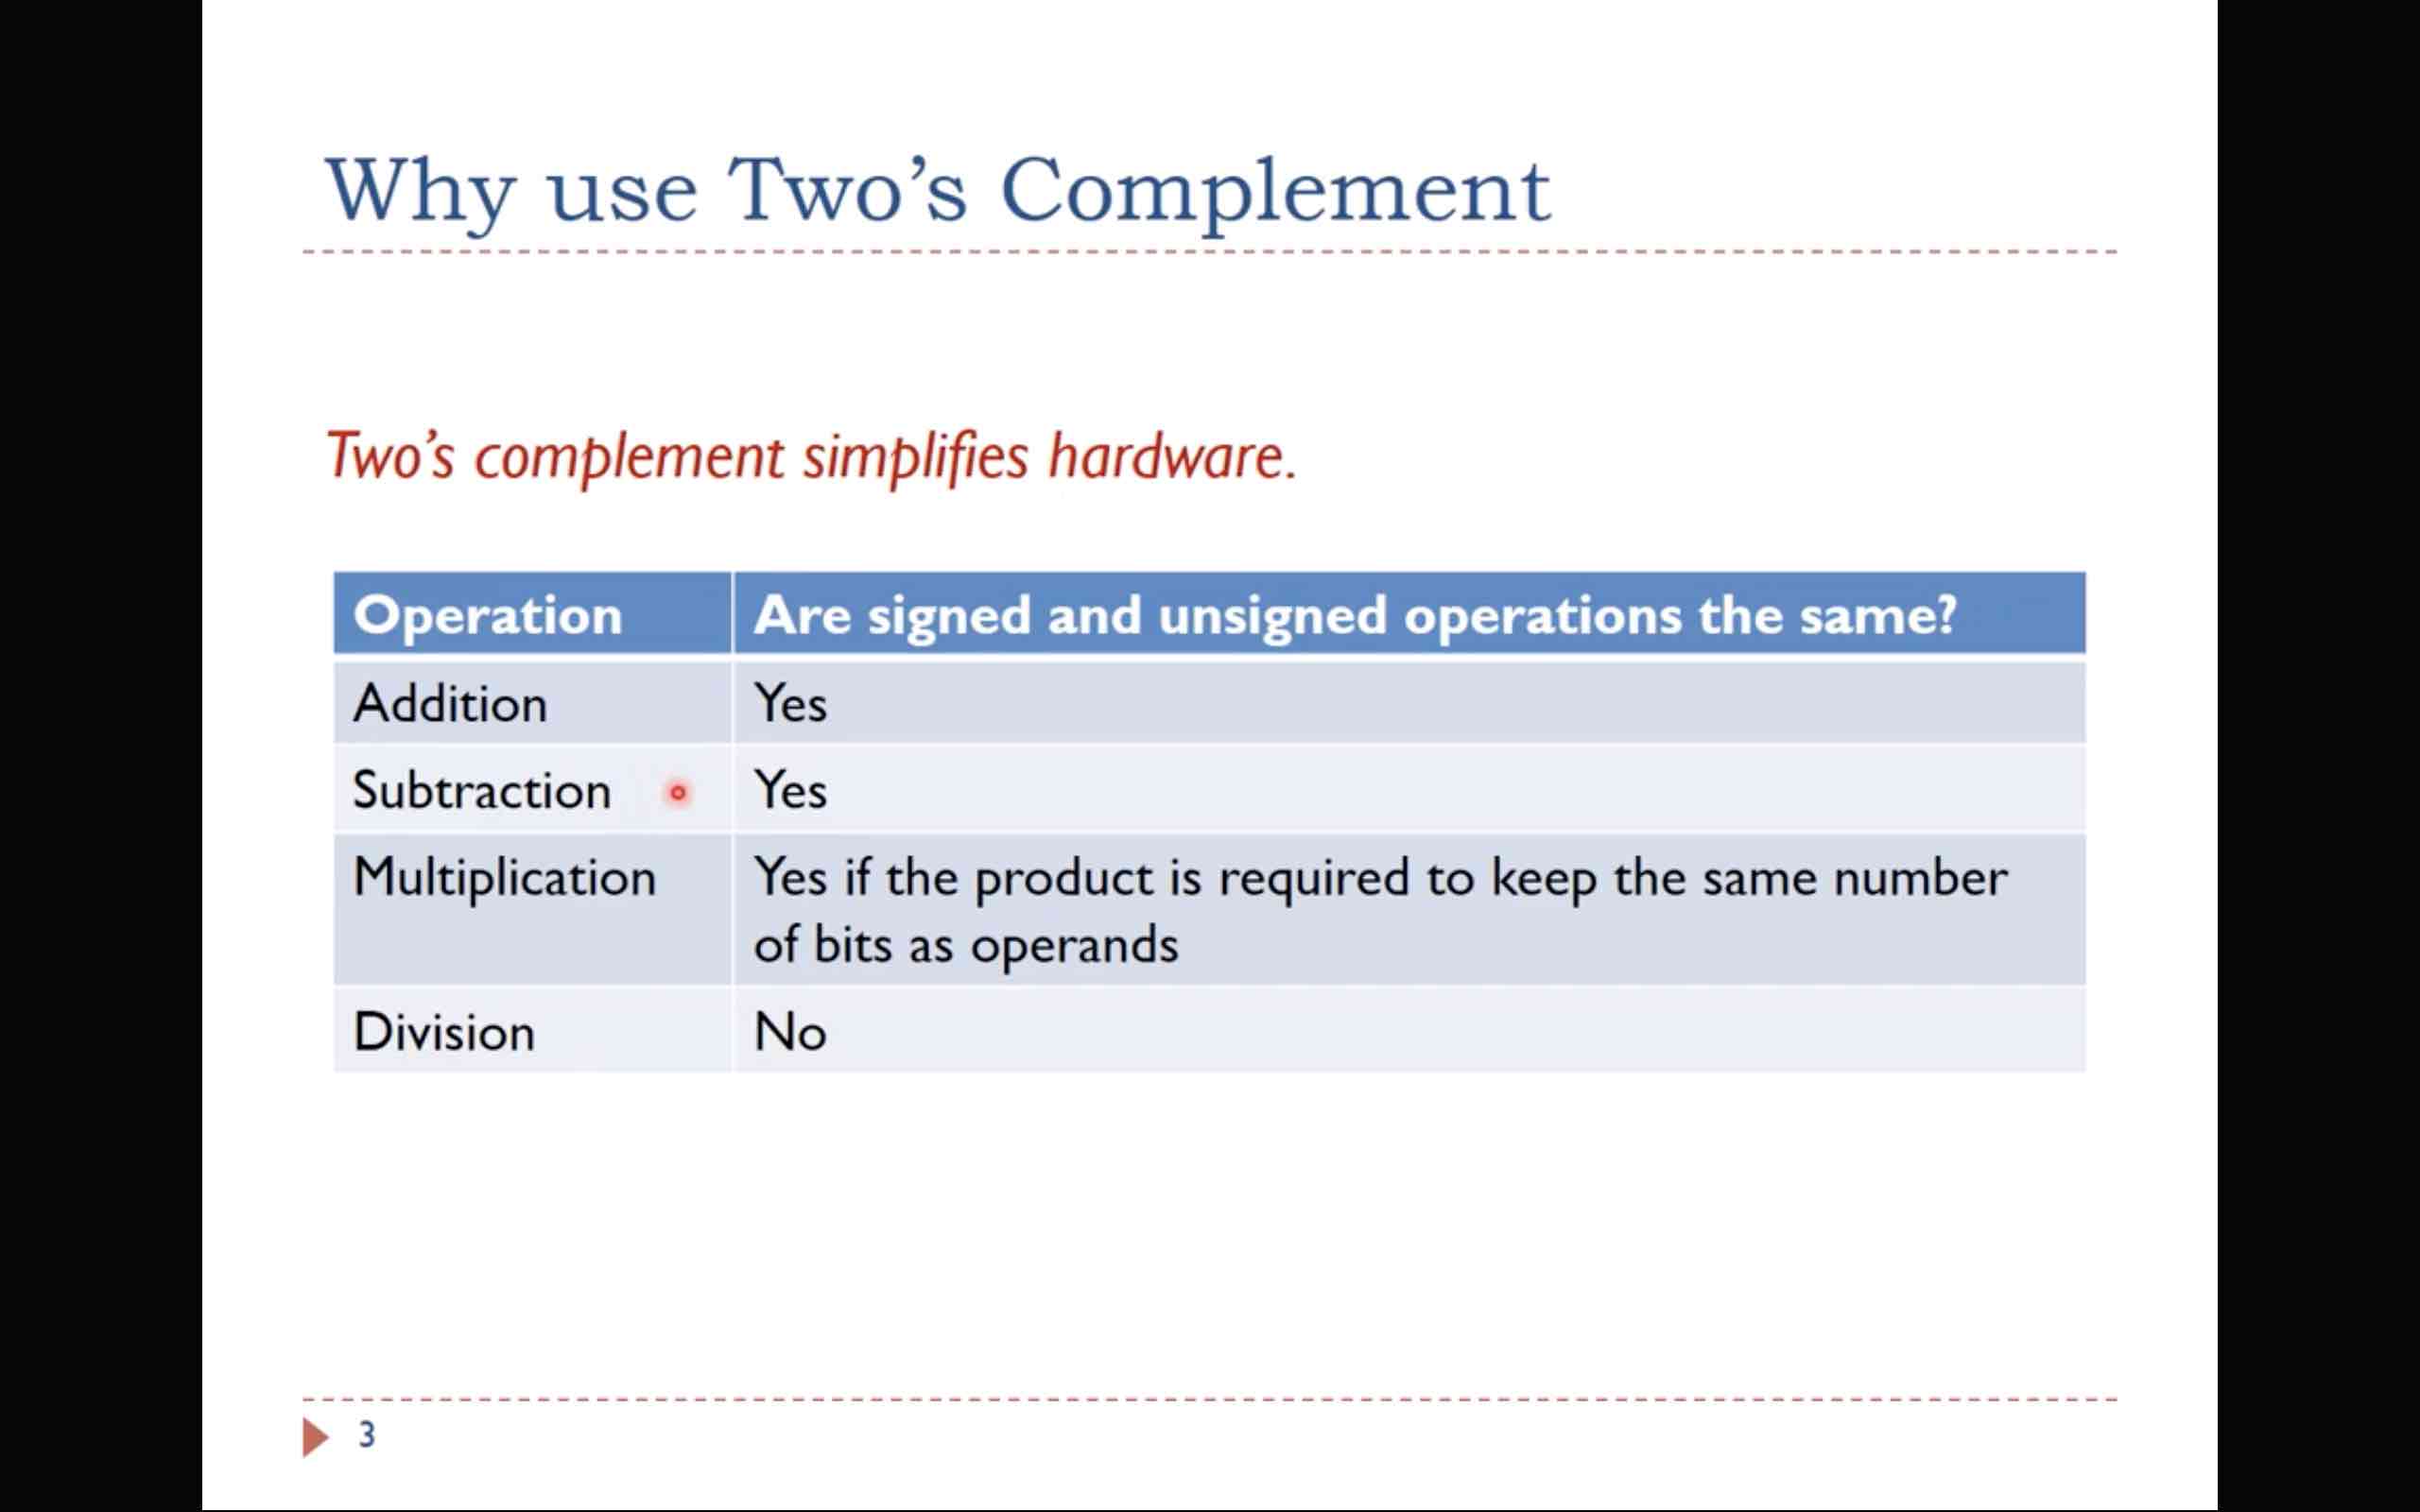 Why use Two’s Complement
Two’s complement simplifies hardware.
Operation Are signed and unsigned operations the same?
Addition Yes
Subtraction Yes
Multiplication Yes if the product is required to keep the same number
of bits as operands
Division No
3